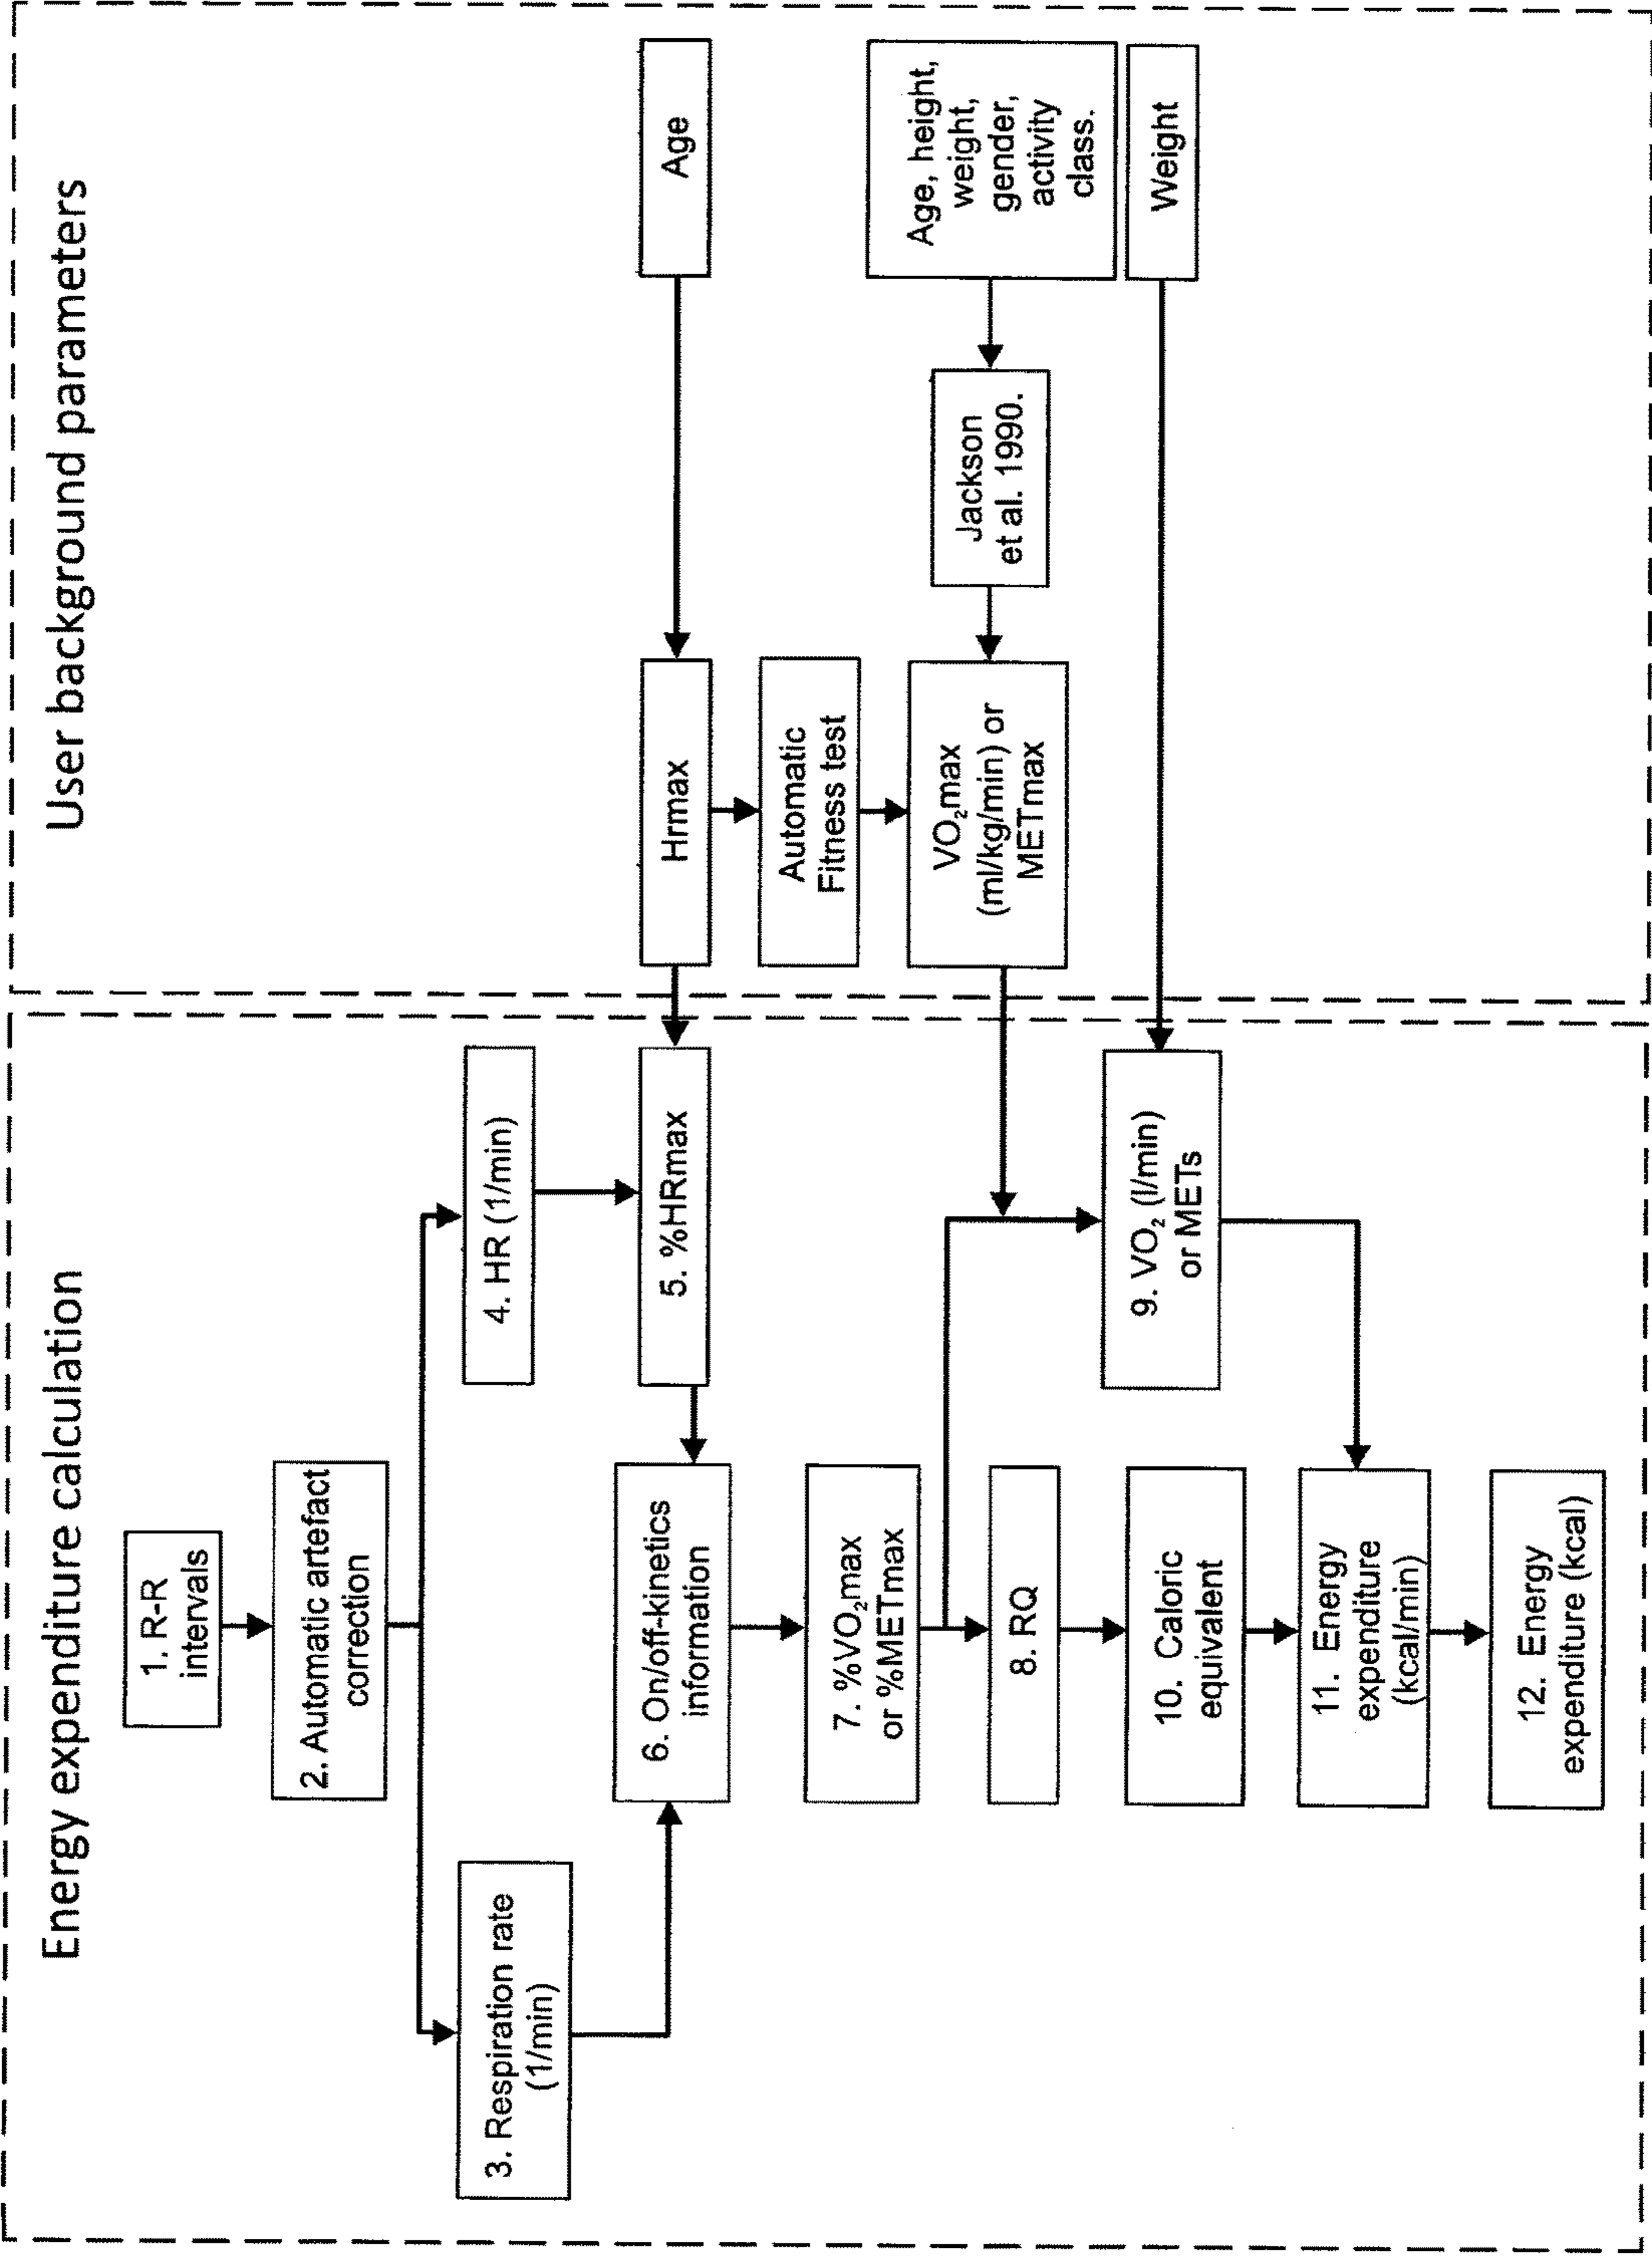 Energy expenditure calculation
1. R-R
intervals
2. Automatic artefact
correction
3. Respiration rate
(1/min)
4. HR (1/min)
5. %HRmax
6. On/off-kinetics
information
7. %VO₂max
or %METmax
8. RQ
9. VO₂ (l/min)
or METs
10. Caloric
equivalent
11. Energy
expenditure
(kcal/min)
12. Energy
expenditure (kcal)
User background parameters
Hrmax
Age
Automatic
Fitness test
VO₂max
(ml/kg/min) or
METmax
Jackson
et al. 1990.
Age, height,
weight,
gender,
activity
class.
Weight